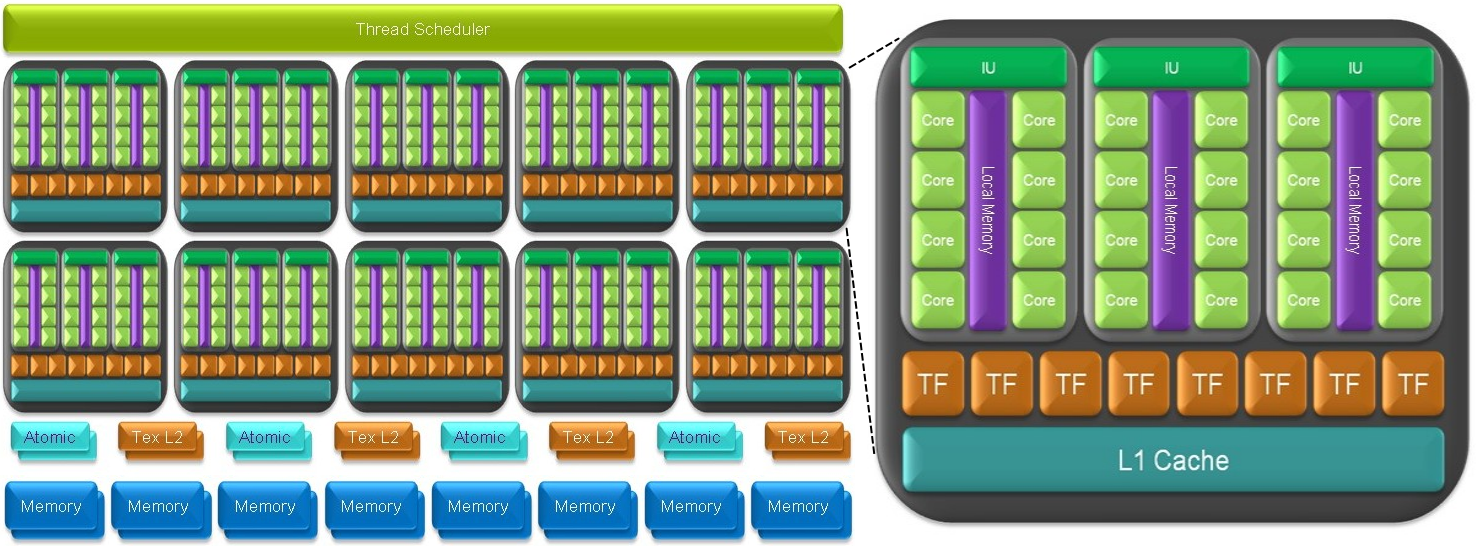 Thread Scheduler
Atomic Tex L2 Atomic Tex L2 Atomic Tex L2 Atomic Tex L2
Memory Memory Memory Memory Memory Memory Memory Memory
IU IU IU
Core Core Core Core Core Core
Core Core Core Core Core Core
Local Memory Local Memory Local Memory
Core Core Core Core Core Core
Core Core Core Core Core Core
TF TF TF TF TF TF TF TF
L1 Cache